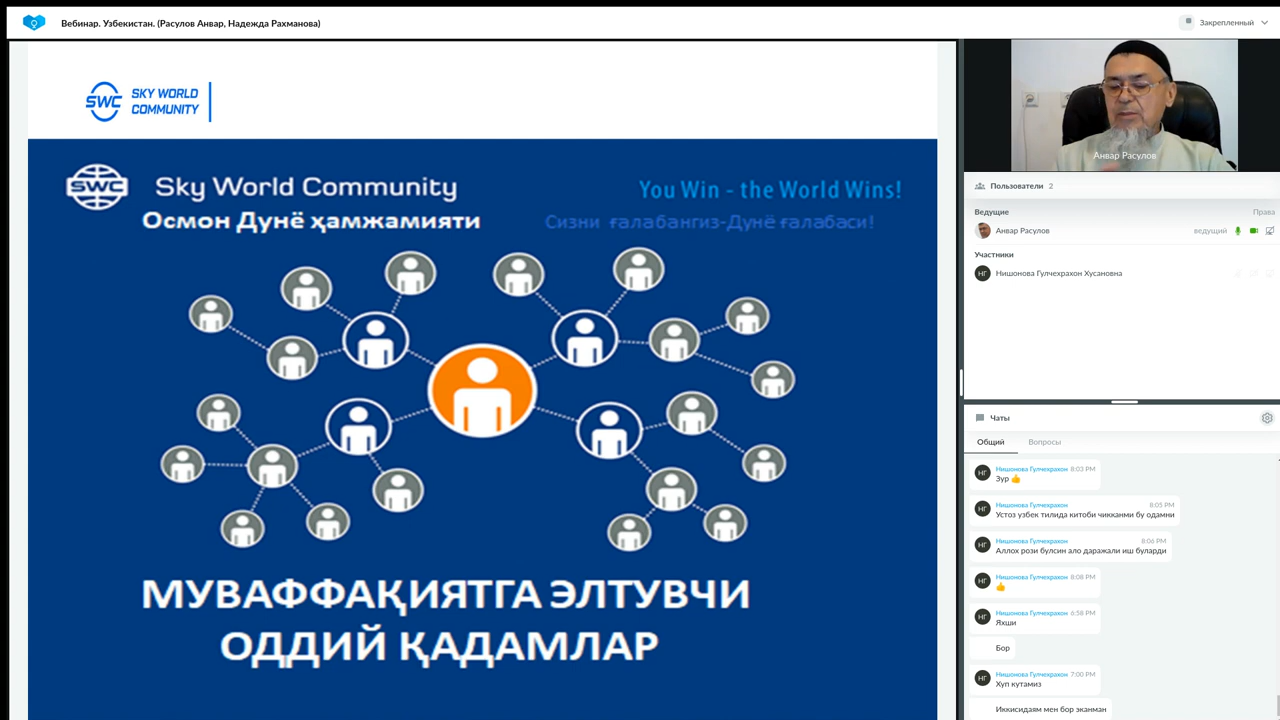 Вебинар. Узбекистан. (Расулов Анвар, Надежда Рахманова)
Закрепленный
SWC
SKY WORLD
COMMUNITY
SWC
Sky World Community
You Win - the World Wins!
Осмон Дунё ҳамжамияти
Сизни ғалабангиз-Дунё ғалабаси!
МУВАФФАҚИЯТГА ЭЛТУВЧИ
ОДДИЙ ҚАДАМЛАР
Анвар Расулов
Пользователи 2
Ведущие
Права
Анвар Расулов
ведущий
Участники
НГ
Нишонова Гулчехрахон Хусановна
Чаты
Общий
Вопросы
НГ
Нишонова Гулчехрахон 8:03 PM
Зур 👍
НГ
Нишонова Гулчехрахон 8:05 PM
Устоз узбек тилида китоби чикканми бу одамни
НГ
Нишонова Гулчехрахон 8:06 PM
Аллох рози булсин ало даражали иш буларди
НГ
Нишонова Гулчехрахон 8:08 PM
👍
НГ
Нишонова Гулчехрахон 6:58 PM
Яхши
Бор
НГ
Нишонова Гулчехрахон 7:00 PM
Хуп кутамиз
Иккисидаям мен бор эканман